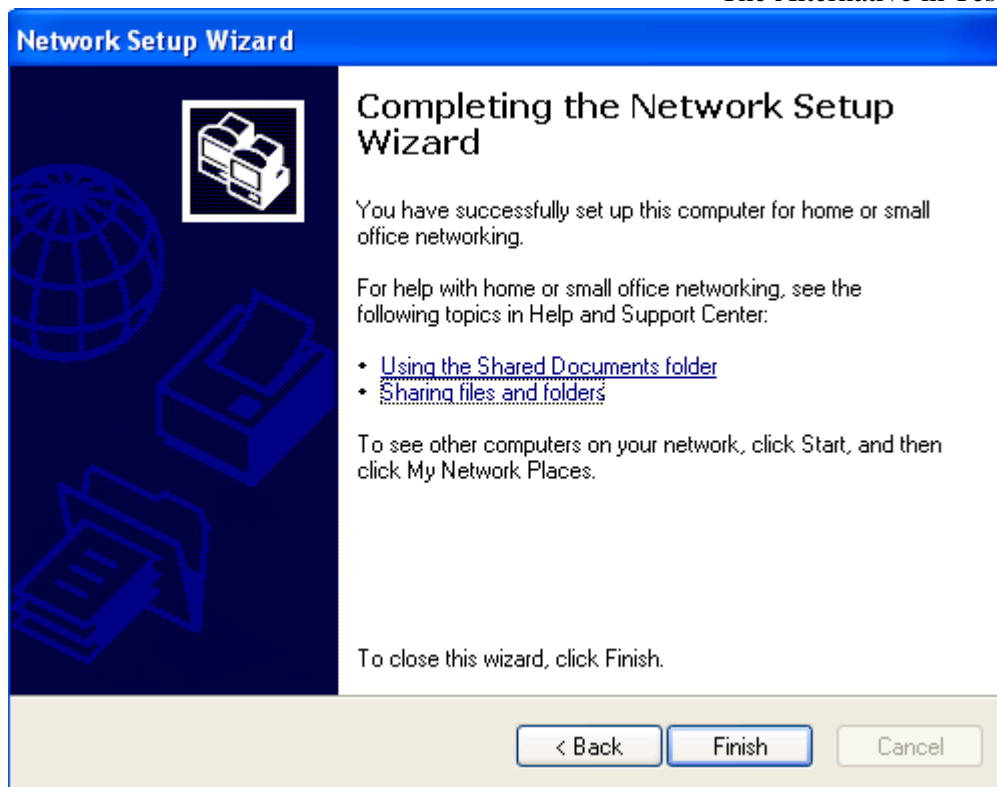 Network Setup Wizard
Completing the Network Setup
Wizard
You have successfully set up this computer for home or small
office networking.
For help with home or small office networking, see the
following topics in Help and Support Center:
• Using the Shared Documents folder
• Sharing files and folders
To see other computers on your network, click Start, and then
click My Network Places.
To close this wizard, click Finish.
< Back Finish Cancel